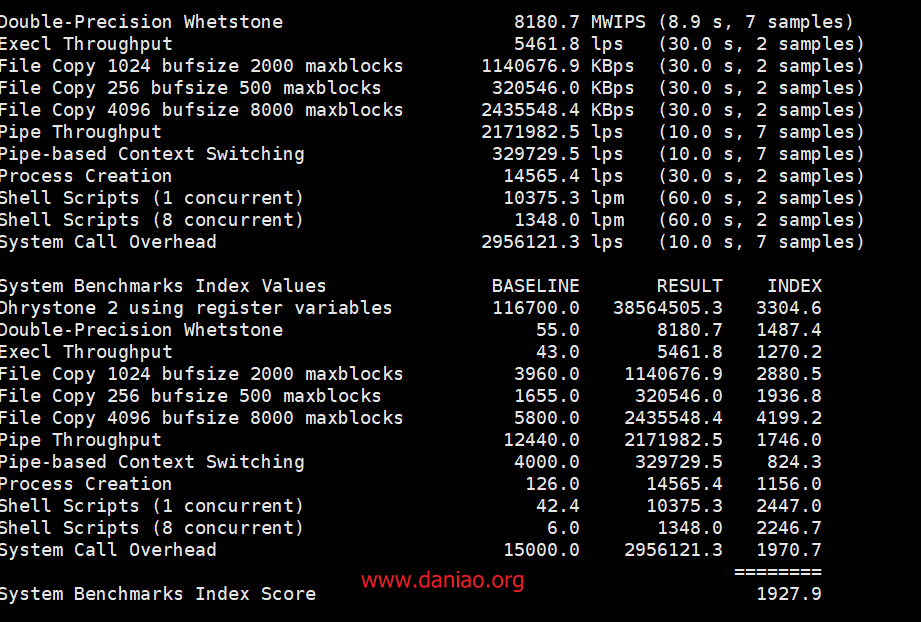 Double-Precision Whetstone 8180.7 MWIPS (8.9 s, 7 samples)
Execl Throughput 5461.8 lps (30.0 s, 2 samples)
File Copy 1024 bufsize 2000 maxblocks 1140676.9 KBps (30.0 s, 2 samples)
File Copy 256 bufsize 500 maxblocks 320546.0 KBps (30.0 s, 2 samples)
File Copy 4096 bufsize 8000 maxblocks 2435548.4 KBps (30.0 s, 2 samples)
Pipe Throughput 2171982.5 lps (10.0 s, 7 samples)
Pipe-based Context Switching 329729.5 lps (10.0 s, 7 samples)
Process Creation 14565.4 lps (30.0 s, 2 samples)
Shell Scripts (1 concurrent) 10375.3 lpm (60.0 s, 2 samples)
Shell Scripts (8 concurrent) 1348.0 lpm (60.0 s, 2 samples)
System Call Overhead 2956121.3 lps (10.0 s, 7 samples)
System Benchmarks Index Values BASELINE RESULT INDEX
Dhrystone 2 using register variables 116700.0 38564505.3 3304.6
Double-Precision Whetstone 55.0 8180.7 1487.4
Execl Throughput 43.0 5461.8 1270.2
File Copy 1024 bufsize 2000 maxblocks 3960.0 1140676.9 2880.5
File Copy 256 bufsize 500 maxblocks 1655.0 320546.0 1936.8
File Copy 4096 bufsize 8000 maxblocks 5800.0 2435548.4 4199.2
Pipe Throughput 12440.0 2171982.5 1746.0
Pipe-based Context Switching 4000.0 329729.5 824.3
Process Creation 126.0 14565.4 1156.0
Shell Scripts (1 concurrent) 42.4 10375.3 2447.0
Shell Scripts (8 concurrent) 6.0 1348.0 2246.7
System Call Overhead 15000.0 2956121.3 1970.7
========
www.daniao.org
System Benchmarks Index Score 1927.9